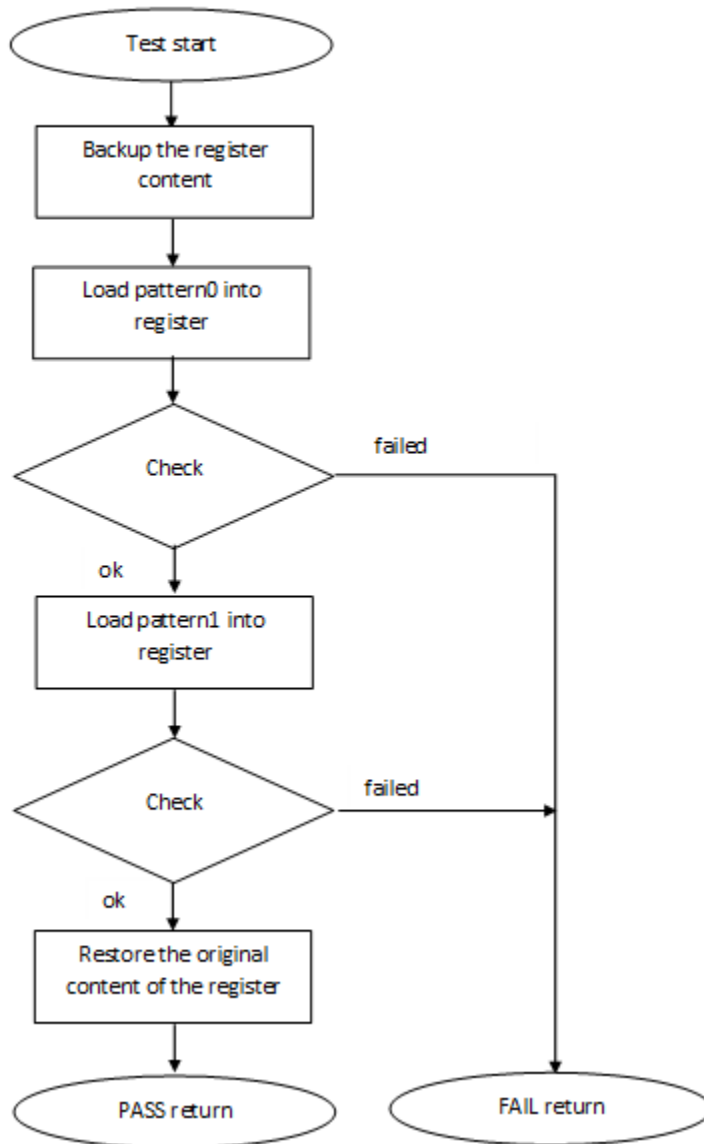 Test start
Backup the register
content
Load pattern0 into
register
Check
failed
ok
Load pattern1 into
register
Check
failed
ok
Restore the original
content of the register
PASS return
FAIL return